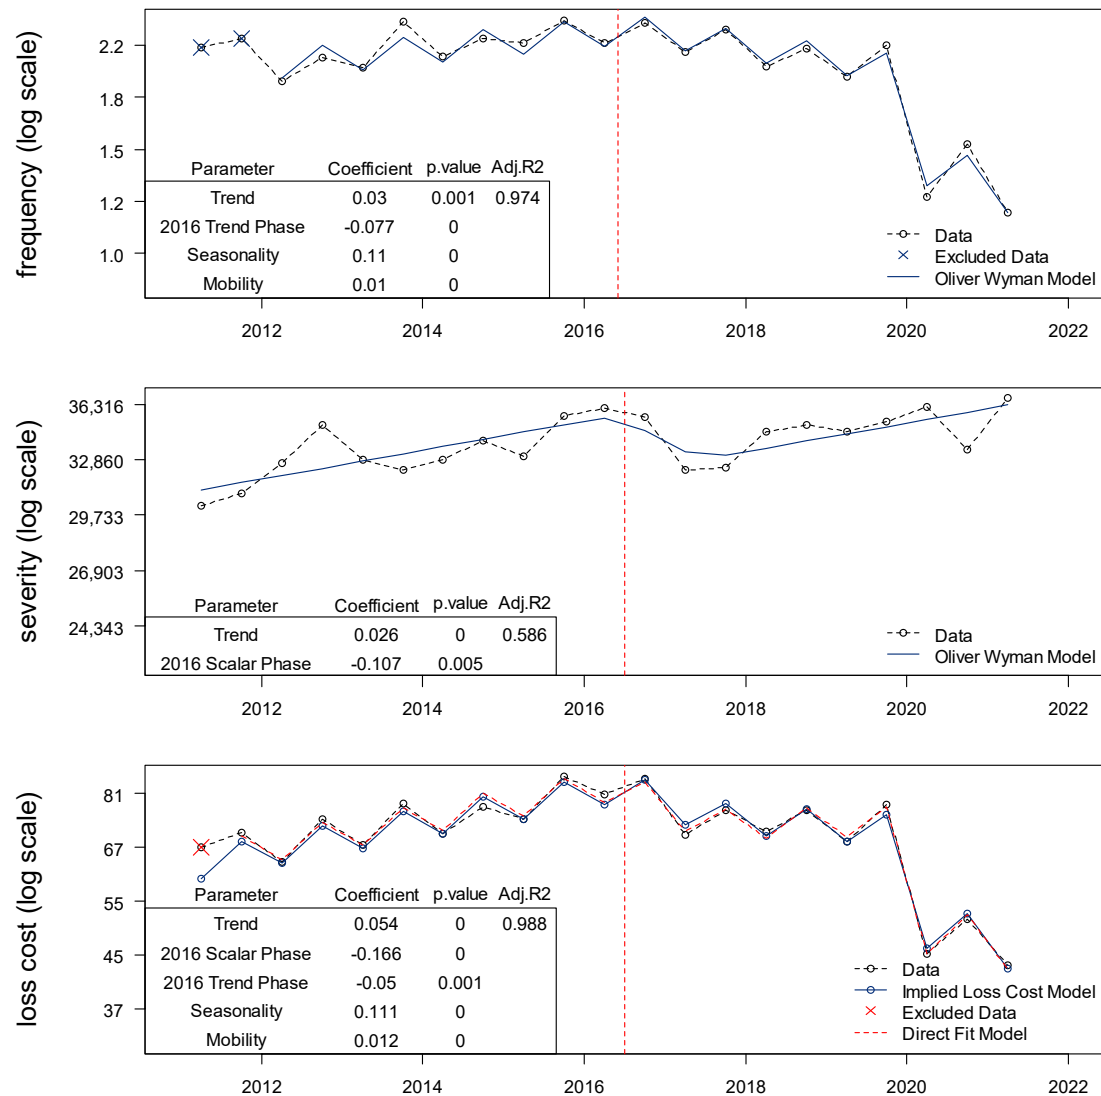 frequency (log scale)
2.2
1.8
1.5
1.2
1.0
Parameter Coefficient p.value Adj.R2
Trend 0.03 0.001 0.974
2016 Trend Phase -0.077 0
Seasonality 0.11 0
Mobility 0.01 0
Data
Excluded Data
Oliver Wyman Model
2012 2014 2016 2018 2020 2022
severity (log scale)
36,316
32,860
29,733
26,903
24,343
Parameter Coefficient p.value Adj.R2
Trend 0.026 0 0.586
2016 Scalar Phase -0.107 0.005
Data
Oliver Wyman Model
2012 2014 2016 2018 2020 2022
loss cost (log scale)
81
67
55
45
37
Parameter Coefficient p.value Adj.R2
Trend 0.054 0 0.988
2016 Scalar Phase -0.166 0
2016 Trend Phase -0.05 0.001
Seasonality 0.111 0
Mobility 0.012 0
Data
Implied Loss Cost Model
Excluded Data
Direct Fit Model
2012 2014 2016 2018 2020 2022